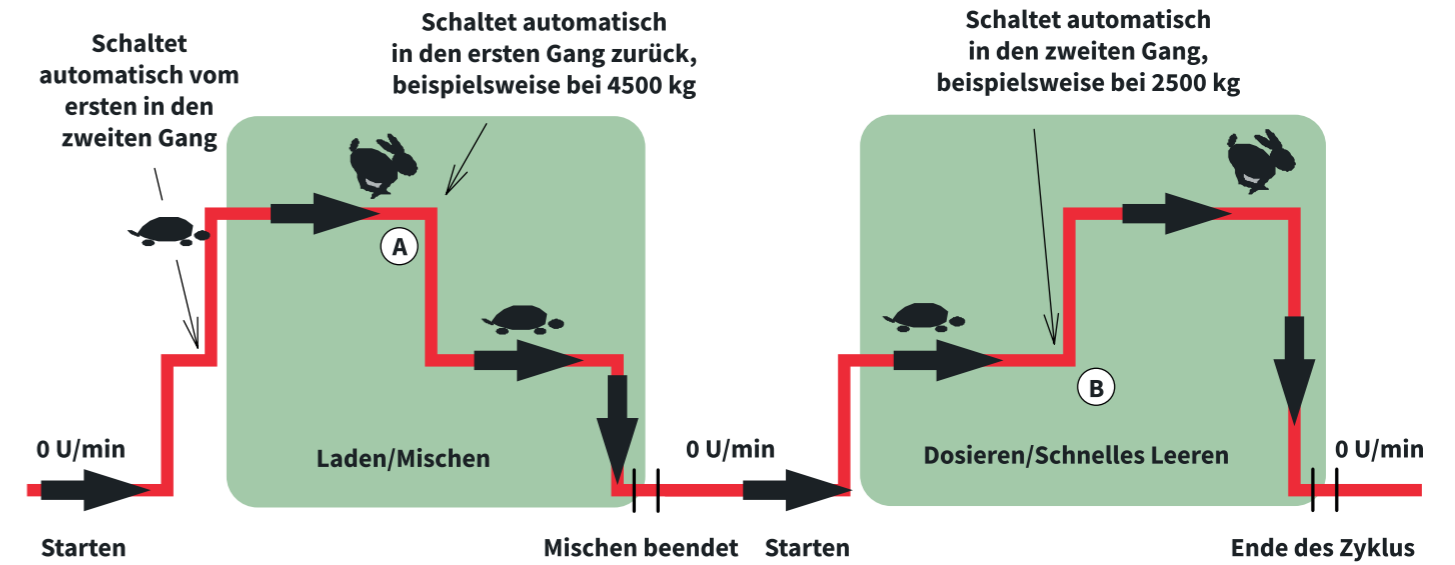 Schaltet
automatisch vom
ersten in den
zweiten Gang
Schaltet automatisch
in den ersten Gang zurück,
beispielsweise bei 4500 kg
Schaltet automatisch
in den zweiten Gang,
beispielsweise bei 2500 kg
A
B
0 U/min
Laden/Mischen
0 U/min
Dosieren/Schnelles Leeren
0 U/min
Starten
Mischen beendet
Starten
Ende des Zyklus